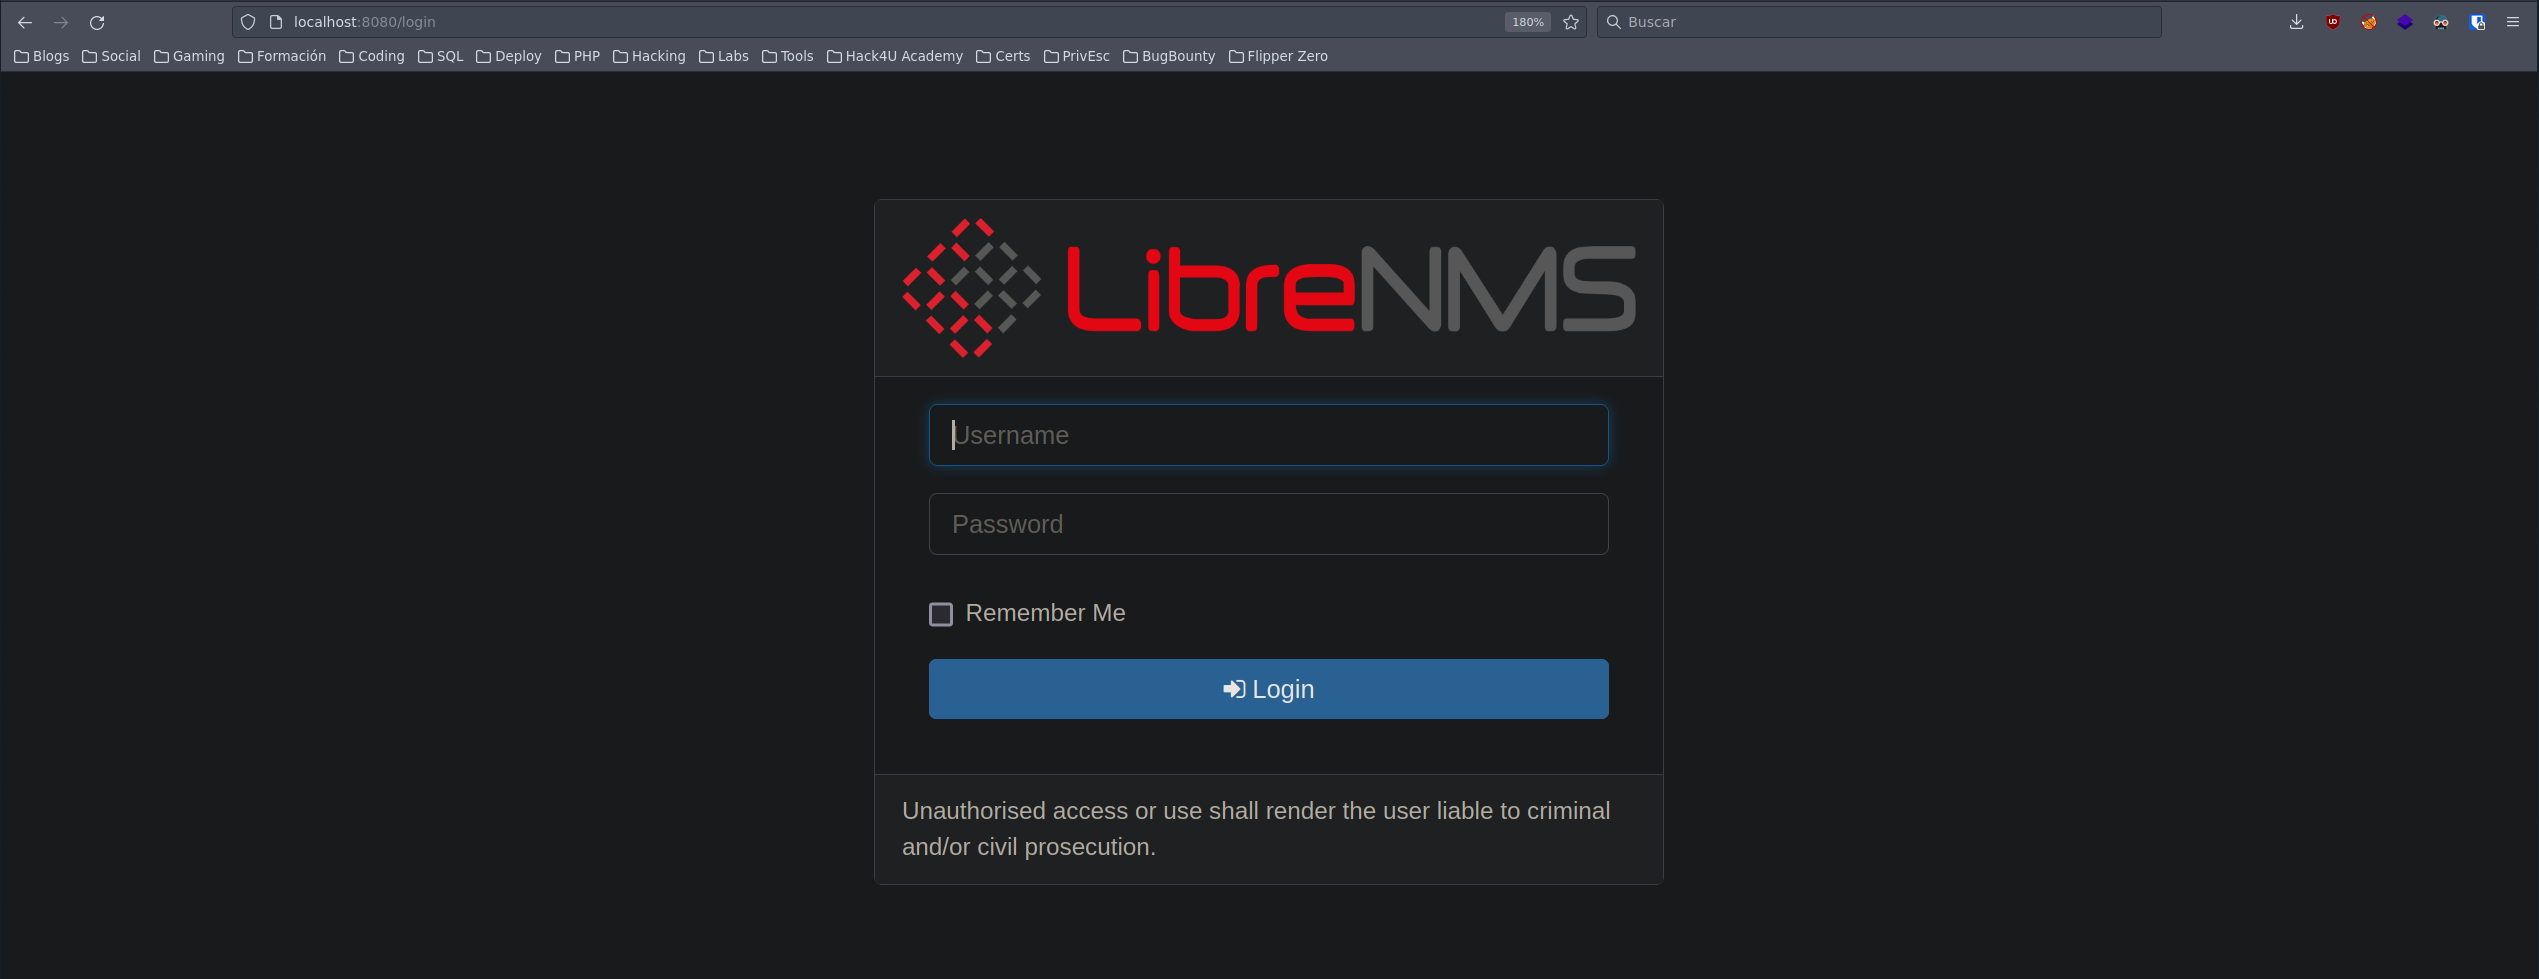 localhost:8080/login 180% Buscar
Blogs Social Gaming Formación Coding SQL Deploy PHP Hacking Labs Tools Hack4U Academy Certs PrivEsc BugBounty Flipper Zero
LibreNMS
Username
Password
Remember Me
Login
Unauthorised access or use shall render the user liable to criminal
and/or civil prosecution.